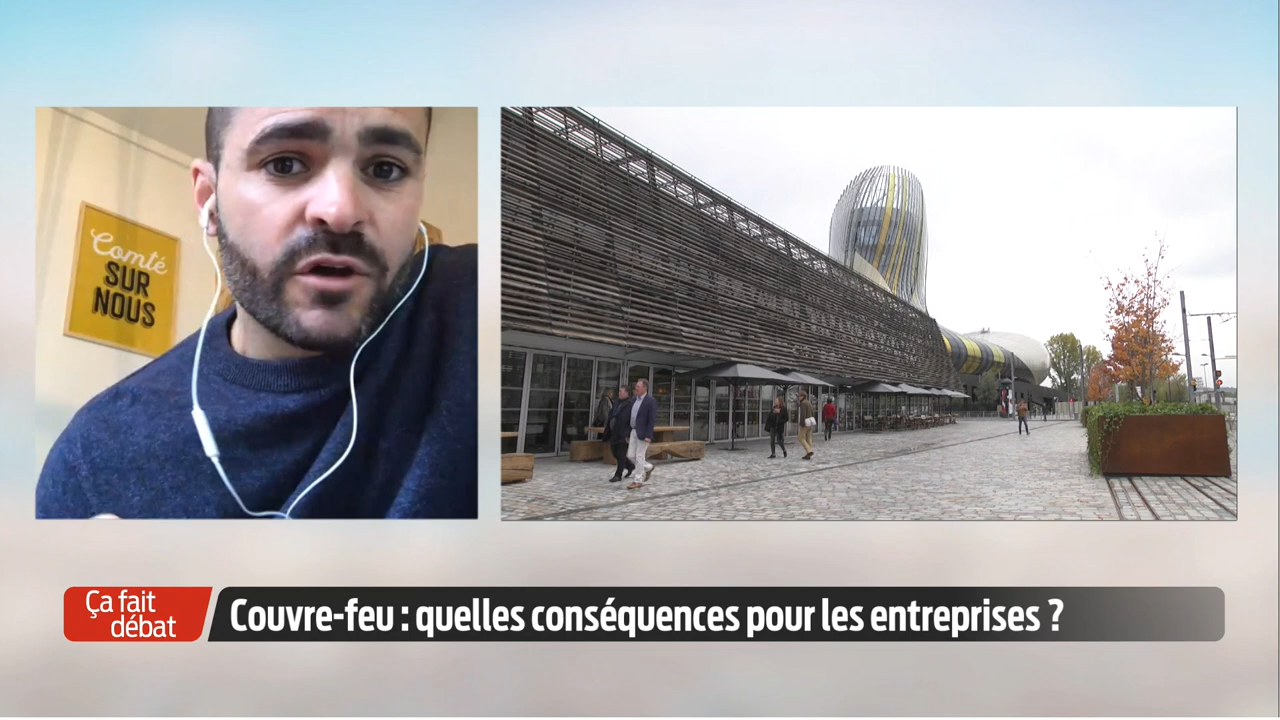 Comté
SUR
NOUS
Ça fait
débat
Couvre-feu : quelles conséquences pour les entreprises ?